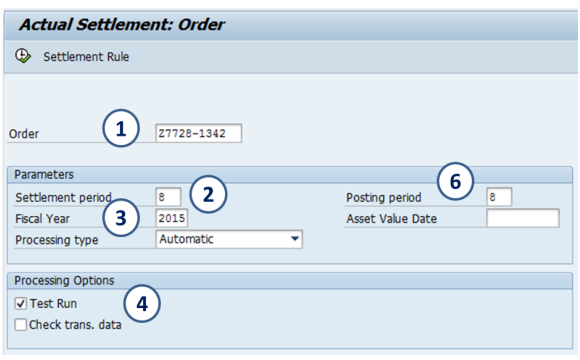 Actual Settlement: Order
Settlement Rule
Order 1 Z7728-1342
Parameters
Settlement period 8 2 Posting period 6 8
Fiscal Year 3 2015 Asset Value Date
Processing type Automatic
Processing Options
Test Run 4
Check trans. data